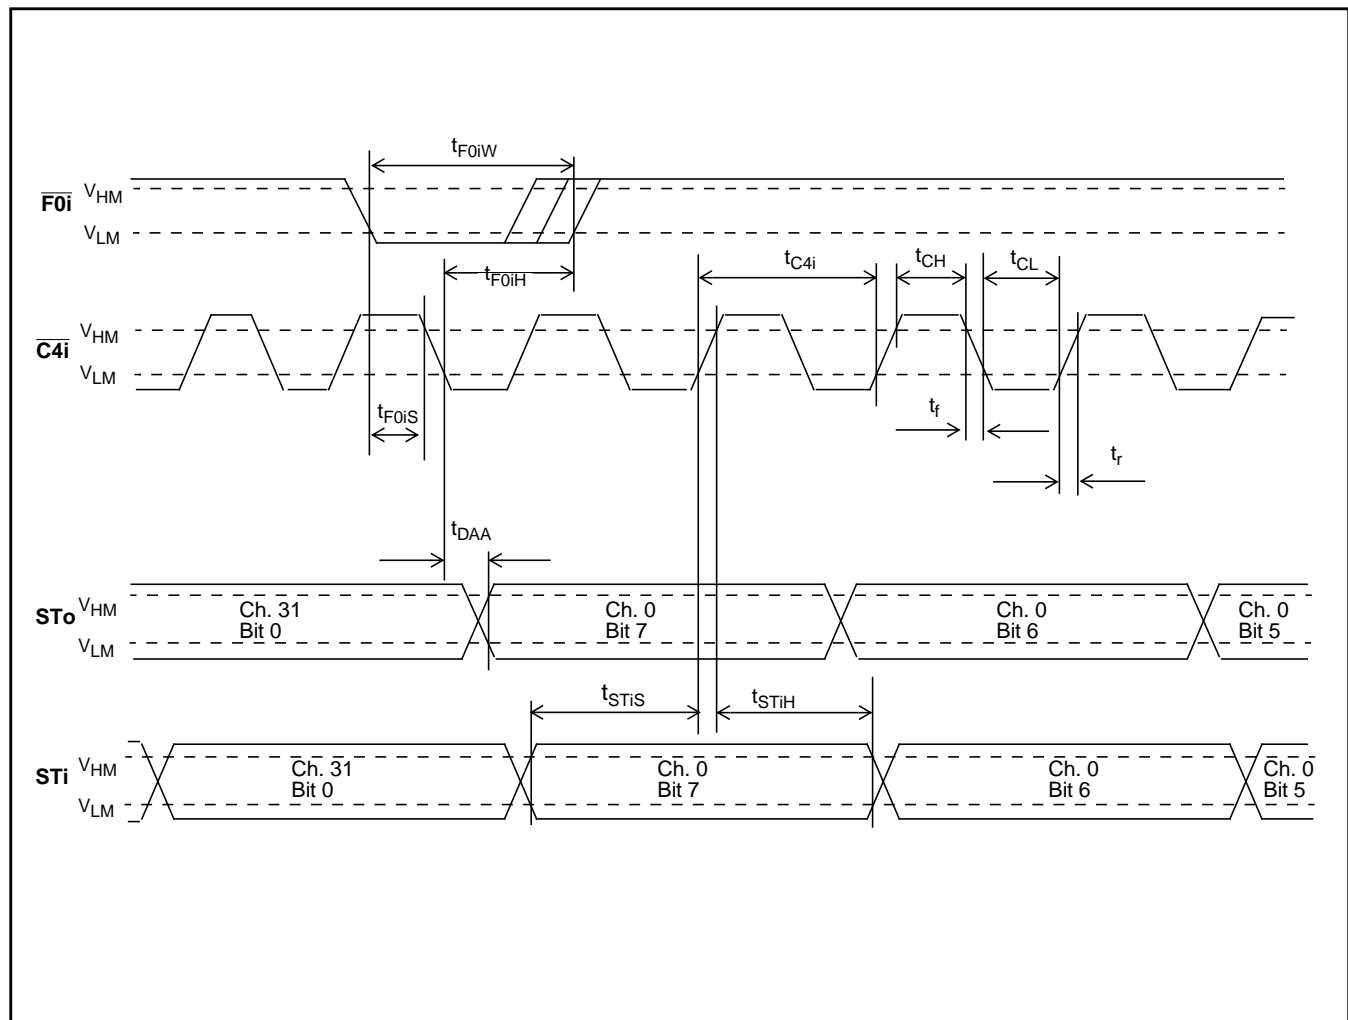 tF0iW
F0i
VHM
VLM
tF0iH
tC4i
tCH
tCL
C4i
VHM
VLM
tF0iS
tf
tr
tDAA
STo
VHM
VLM
Ch. 31
Bit 0
Ch. 0
Bit 7
Ch. 0
Bit 6
Ch. 0
Bit 5
tSTiS
tSTiH
STi
VHM
VLM
Ch. 31
Bit 0
Ch. 0
Bit 7
Ch. 0
Bit 6
Ch. 0
Bit 5